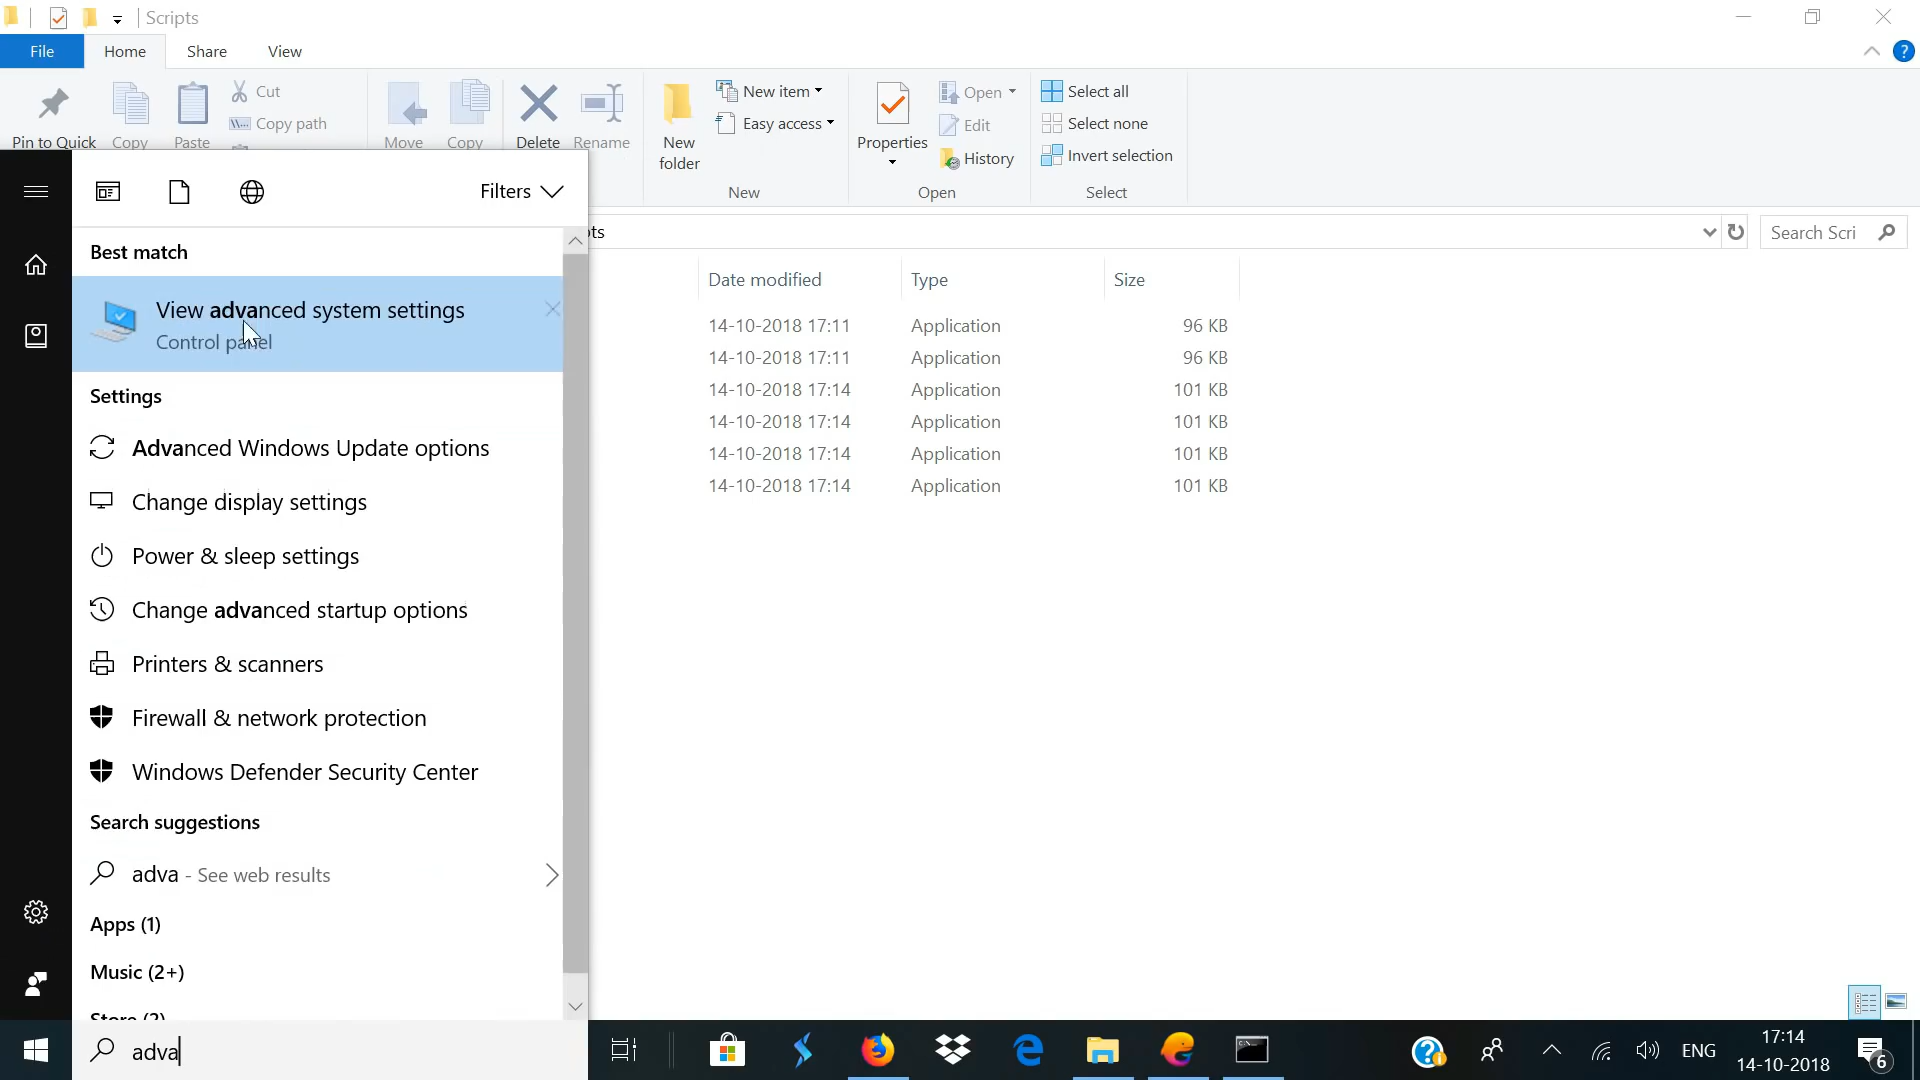 Scripts
File
Home
Share
View
Pin to Quick
Copy
Paste
Cut
Copy path
Move
Copy
Delete
Rename
New folder
New item
Easy access
New
Properties
Open
Edit
History
Open
Select all
Select none
Invert selection
Select
Filters
ots
Search Scri
Best match
View advanced system settings
Control panel
Settings
Advanced Windows Update options
Change display settings
Power & sleep settings
Change advanced startup options
Printers & scanners
Firewall & network protection
Windows Defender Security Center
Search suggestions
adva - See web results
Apps (1)
Music (2+)
Store (2)
adva
Date modified Type Size
14-10-2018 17:11 Application 96 KB
14-10-2018 17:11 Application 96 KB
14-10-2018 17:14 Application 101 KB
14-10-2018 17:14 Application 101 KB
14-10-2018 17:14 Application 101 KB
14-10-2018 17:14 Application 101 KB
ENG
17:14
14-10-2018
6